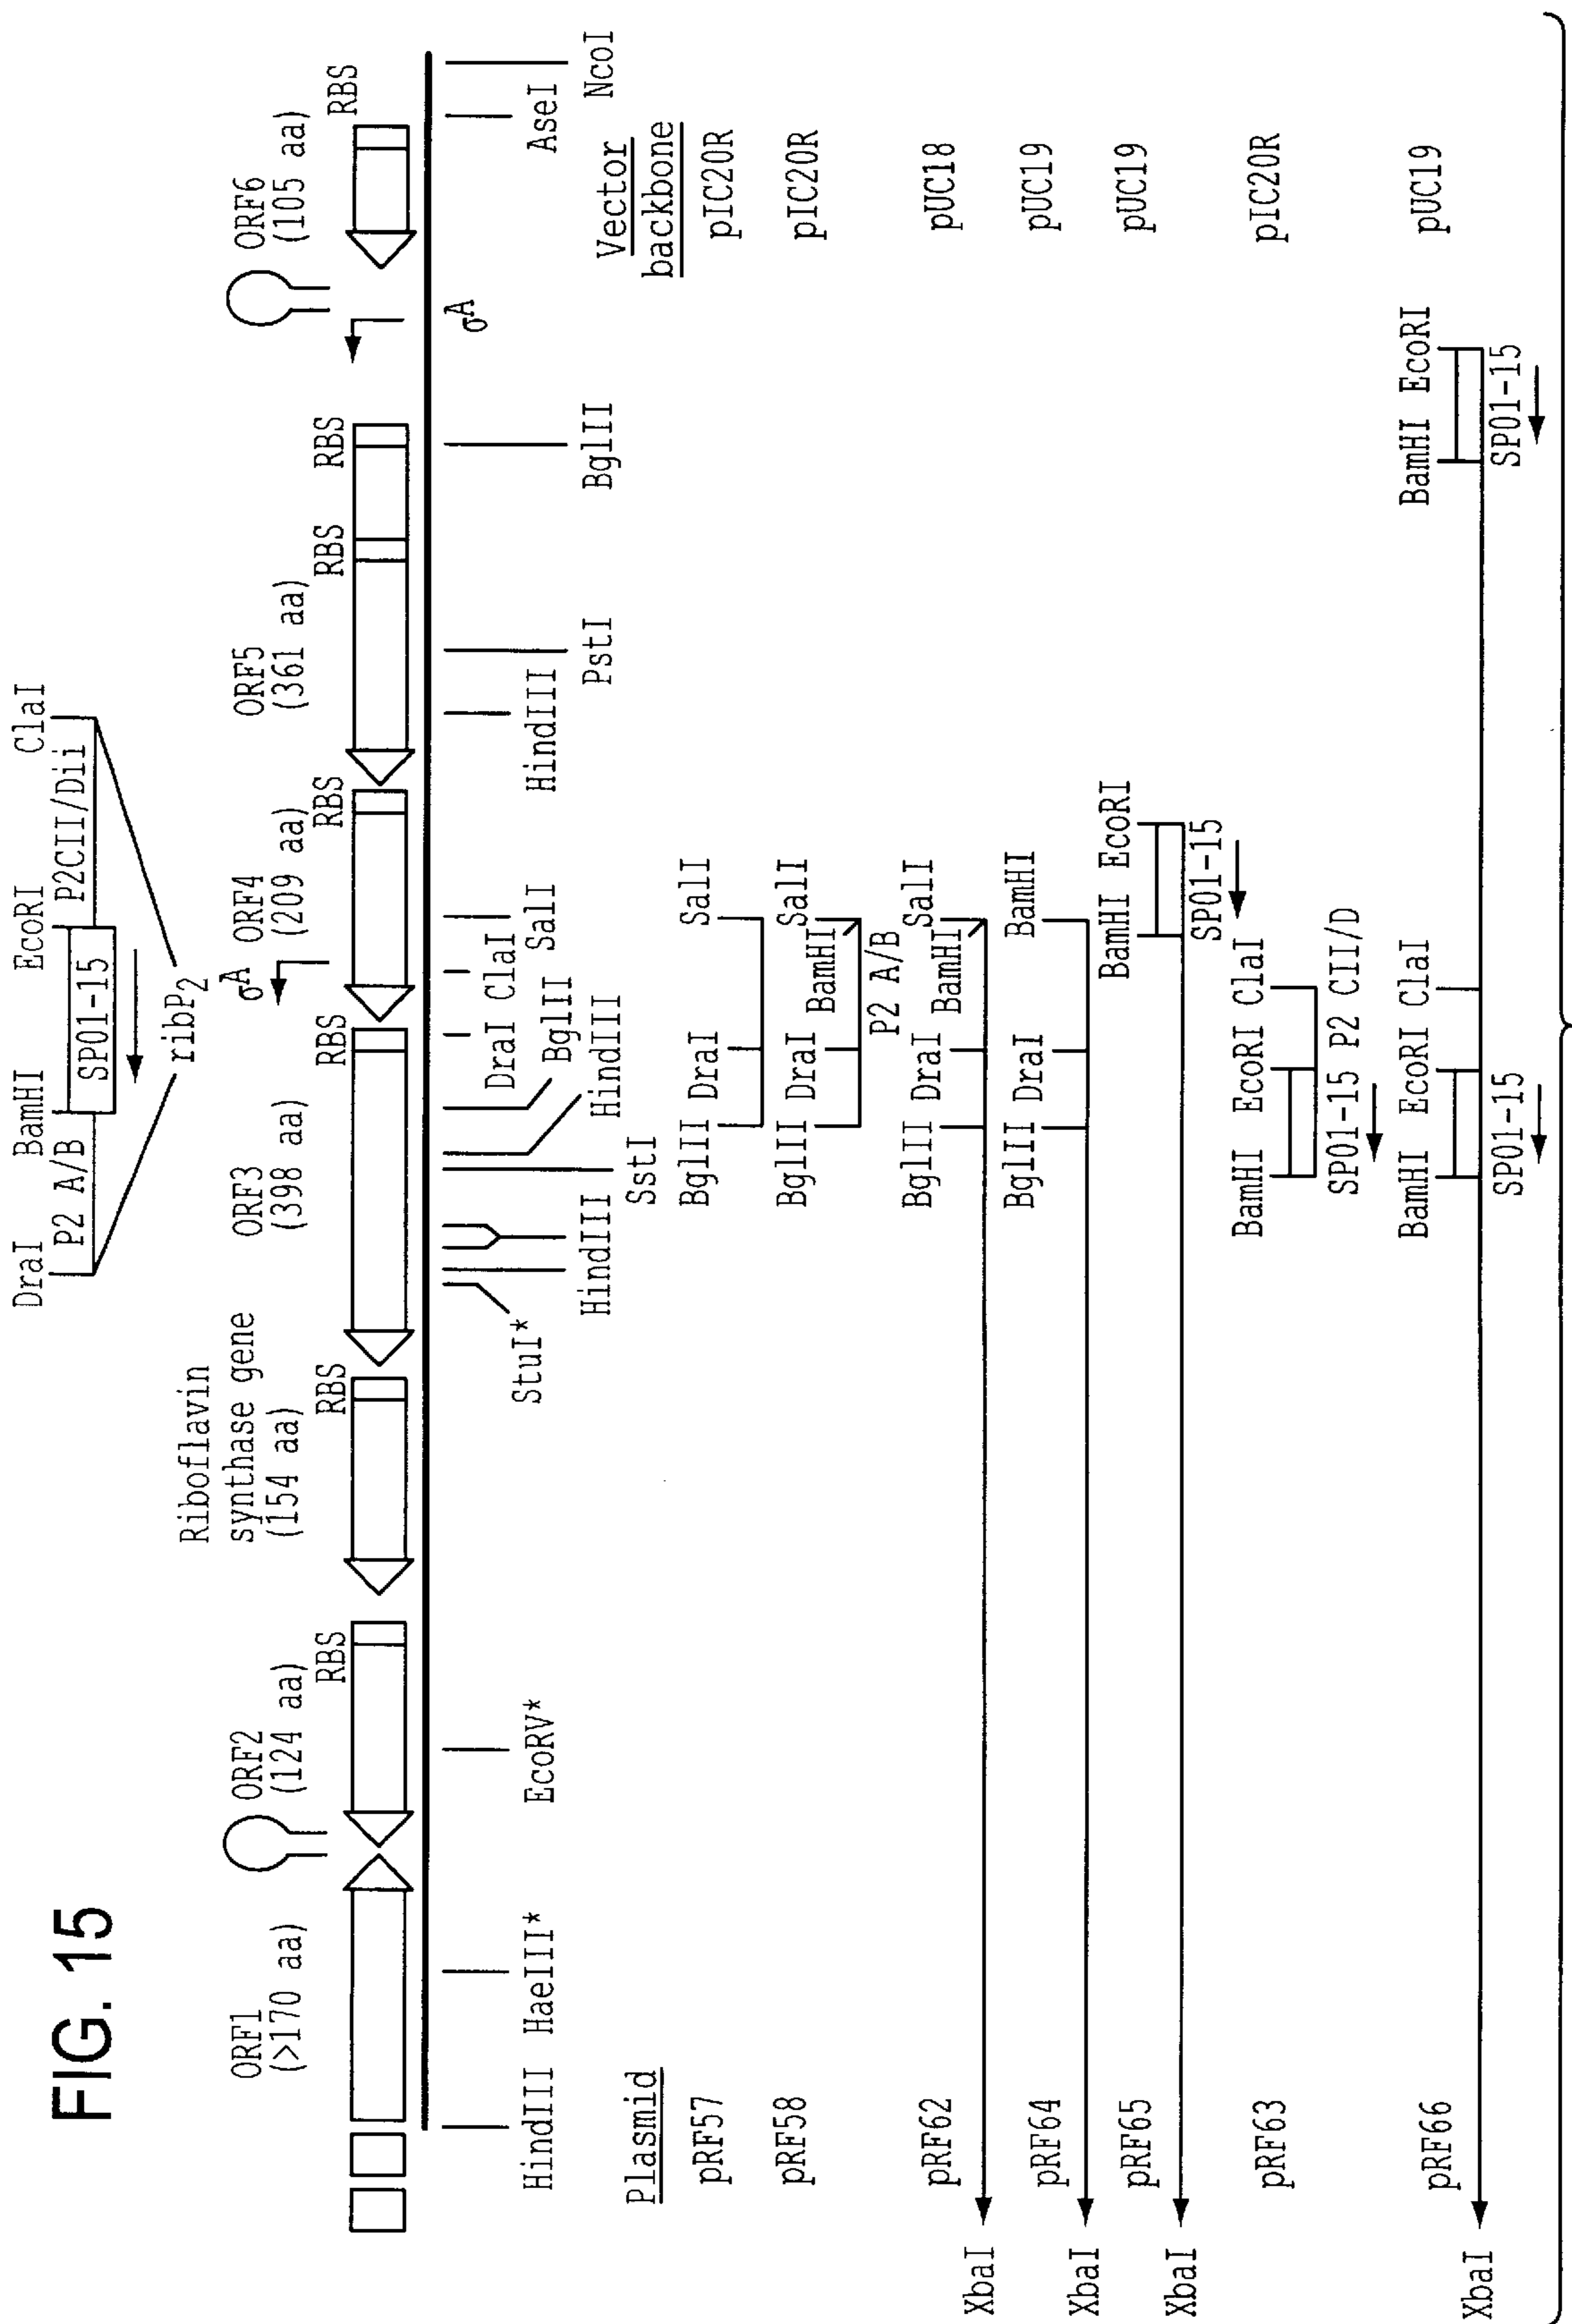 FIG. 15
DraI
BamHI
EcoRI
ClaI
P2 A/B
SP01-15
P2CII/Dii
ribP2
ORF1
(>170 aa)
ORF2
(124 aa)
RBS
Riboflavin
synthase gene
(154 aa)
RBS
ORF3
(398 aa)
RBS
σA
ORF4
(209 aa)
RBS
ORF5
(361 aa)
RBS
RBS
σA
ORF6
(105 aa)
RBS
HindIII
HaeIII*
EcoRV*
StuI*
HindIII
SstI
HindIII
BglII
DraI
ClaI
SalI
HindIII
PstI
BglII
AseI
NcoI
Plasmid
Vector
backbone
pRF57
BglII
DraI
SalI
pIC20R
pRF58
BglII
DraI
BamHI
SalI
P2 A/B
pIC20R
pRF62
BglII
DraI
BamHI
SalI
pUC18
XbaI
pRF64
BglII
DraI
BamHI
pUC19
XbaI
pRF65
BamHI
EcoRI
SP01-15
pUC19
XbaI
pRF63
BamHI
EcoRI
ClaI
SP01-15
P2 CII/D
pIC20R
pRF66
BamHI
EcoRI
ClaI
SP01-15
BamHI
EcoRI
SP01-15
pUC19
XbaI